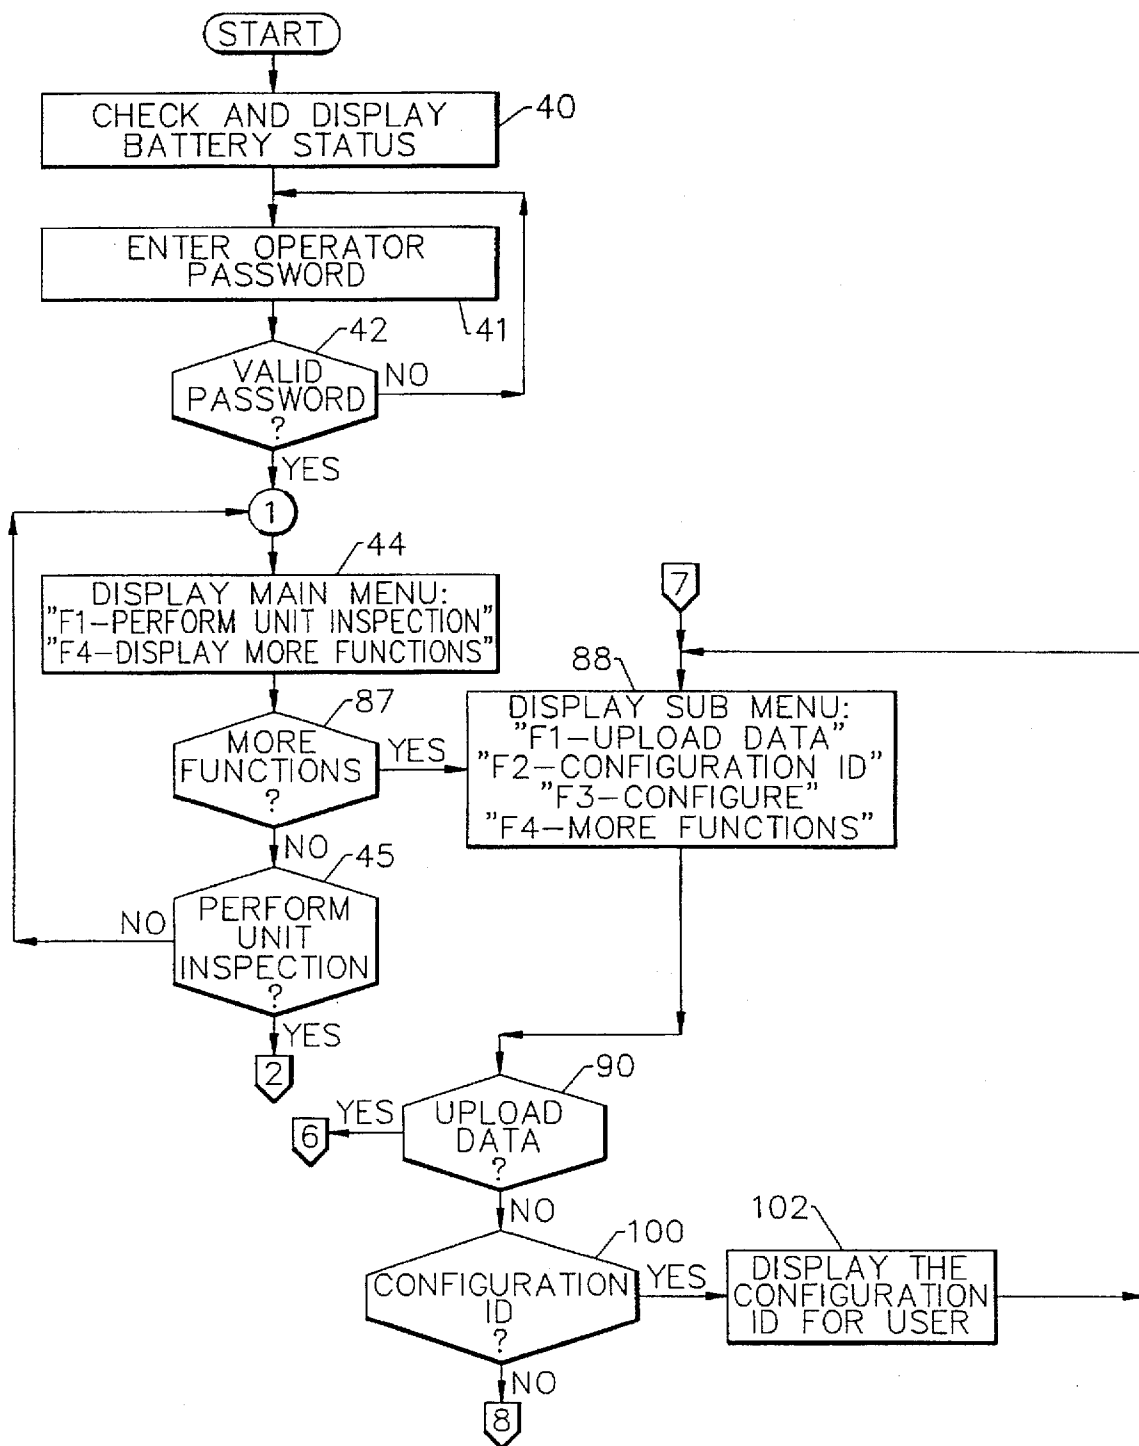 START
CHECK AND DISPLAY
BATTERY STATUS
40
ENTER OPERATOR
PASSWORD
41
42
VALID
PASSWORD
?
NO
YES
1
44
DISPLAY MAIN MENU:
"F1-PERFORM UNIT INSPECTION"
"F4-DISPLAY MORE FUNCTIONS"
87
MORE
FUNCTIONS
?
YES
NO
45
PERFORM
UNIT
INSPECTION
?
NO
YES
2
7
88
DISPLAY SUB MENU:
"F1-UPLOAD DATA"
"F2-CONFIGURATION ID"
"F3-CONFIGURE"
"F4-MORE FUNCTIONS"
90
UPLOAD
DATA
?
YES
6
NO
100
CONFIGURATION
ID
?
YES
102
DISPLAY THE
CONFIGURATION
ID FOR USER
NO
8